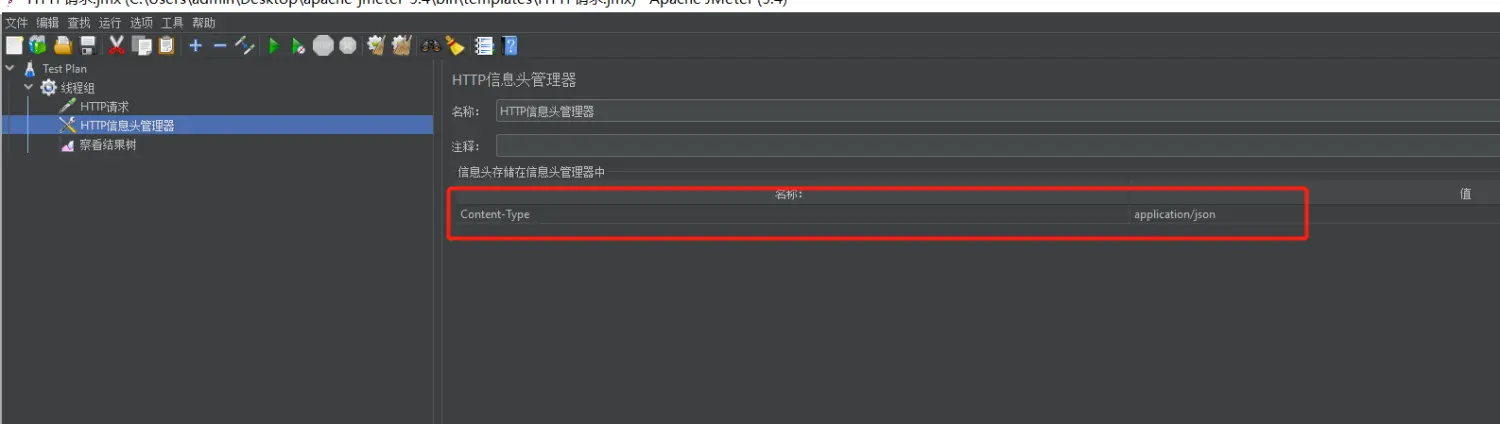 HTTP请求.jmx (C:\Users\admin\Desktop\apache-jmeter-5.4\bin\templates\HTTP请求.jmx) - Apache JMeter (5.4)
文件 编辑 查找 运行 选项 工具 帮助
Test Plan
线程组
HTTP请求
HTTP信息头管理器
察看结果树
HTTP信息头管理器
名称: HTTP信息头管理器
注释:
信息头存储在信息头管理器中
名称: 值
Content-Type application/json